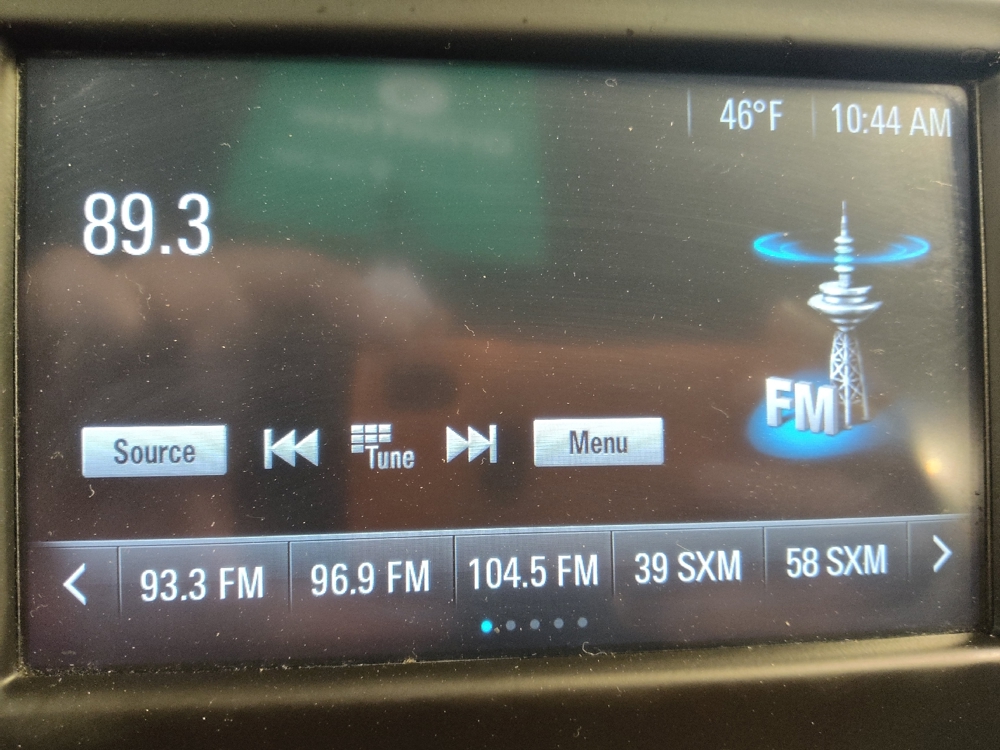 46°F 10:44 AM
89.3
FM
Source Tune Menu
93.3 FM 96.9 FM 104.5 FM 39 SXM 58 SXM